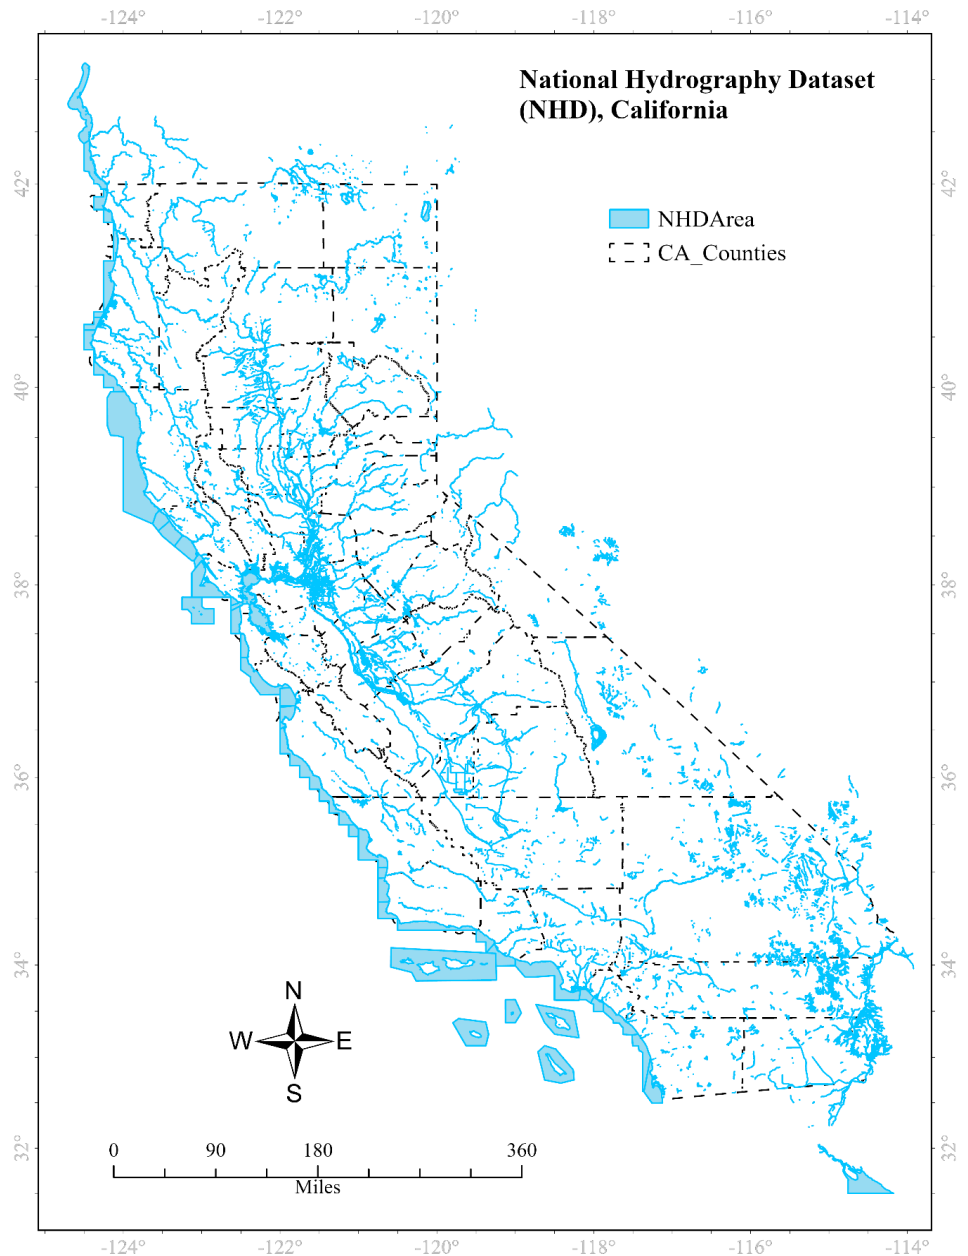 -124° -122° -120° -118° -116° -114°
National Hydrography Dataset
(NHD), California
42° 42°
NHDArea
CA_Counties
40° 40°
38° 38°
36° 36°
34° 34°
N
W E
S
32° 32°
0 90 180 360
Miles
-124° -122° -120° -118° -116° -114°